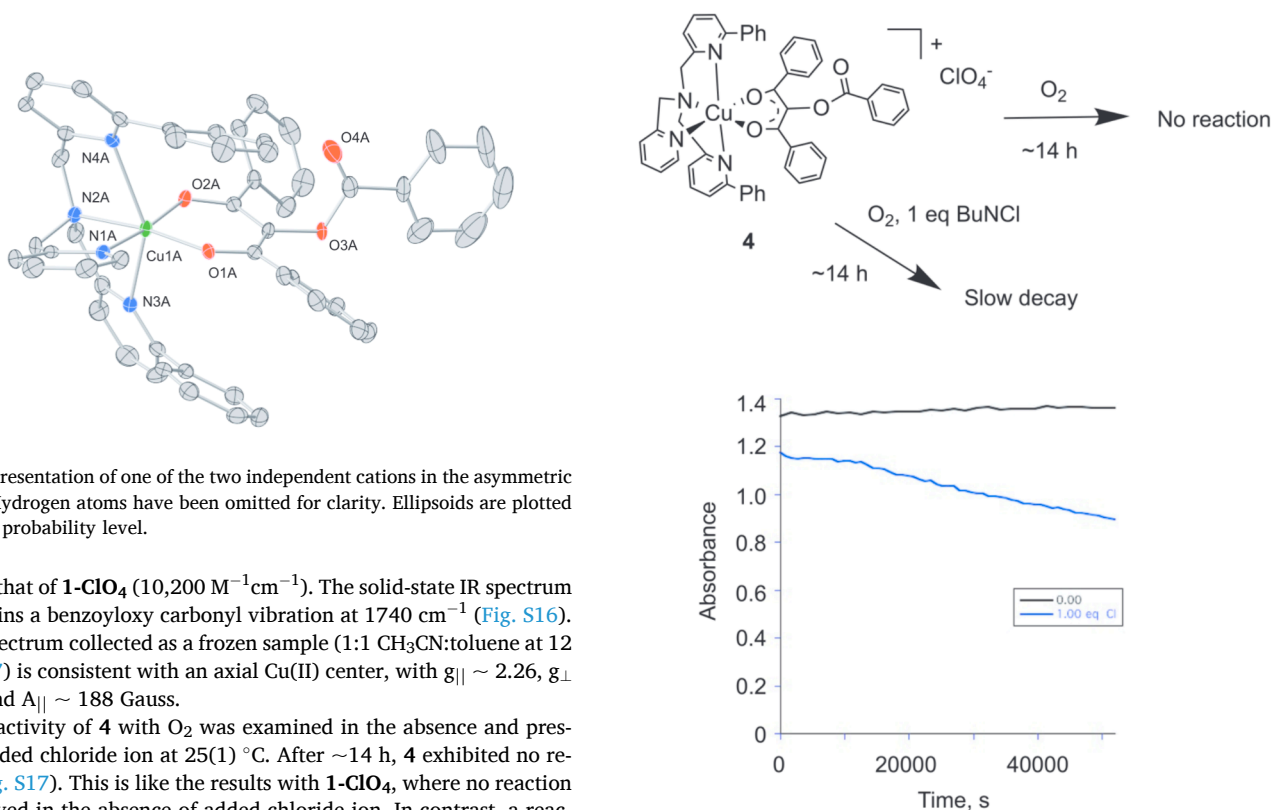 N4A
O4A
O2A
N2A
N1A
Cu1A
O3A
O1A
N3A
presentation of one of the two independent cations in the asymmetric
Hydrogen atoms have been omitted for clarity. Ellipsoids are plotted
probability level.
that of 1-ClO₄ (10,200 M⁻¹cm⁻¹). The solid-state IR spectrum
ins a benzoyloxy carbonyl vibration at 1740 cm⁻¹ (Fig. S16).
ectrum collected as a frozen sample (1:1 CH₃CN:toluene at 12
7) is consistent with an axial Cu(II) center, with g|| ~ 2.26, g⊥
nd A|| ~ 188 Gauss.
activity of 4 with O₂ was examined in the absence and pres-
ded chloride ion at 25(1) °C. After ~14 h, 4 exhibited no re-
g. S17). This is like the results with 1-ClO₄, where no reaction
ved in the absence of added chloride ion. In contrast, a reac-
Ph
N
+
ClO₄⁻
O
O
N
O
Cu
N
O
N
Ph
4
O₂
~14 h
No reaction
O₂, 1 eq BuNCl
~14 h
Slow decay
1.4
1.2
1.0
0.8
0.6
0.4
0.2
0
Absorbance
0.00
1.00 eq Cl
0
20000
40000
Time, s